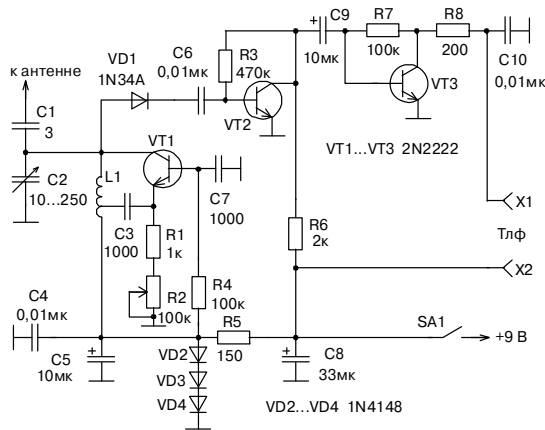 к антенне
C1
3
C2
10...250
VD1
1N34A
C6
0,01мк
R3
470к
VT2
C9
+
10мк
R7
100к
R8
200
C10
0,01мк
VT3
VT1...VT3 2N2222
VT1
L1
C3
1000
R1
1к
R2
100к
C7
1000
R4
100к
R6
2к
X1
Тлф
X2
C4
0,01мк
C5
+
10мк
R5
150
VD2
VD3
VD4
+
C8
33мк
SA1
+9 В
VD2...VD4 1N4148